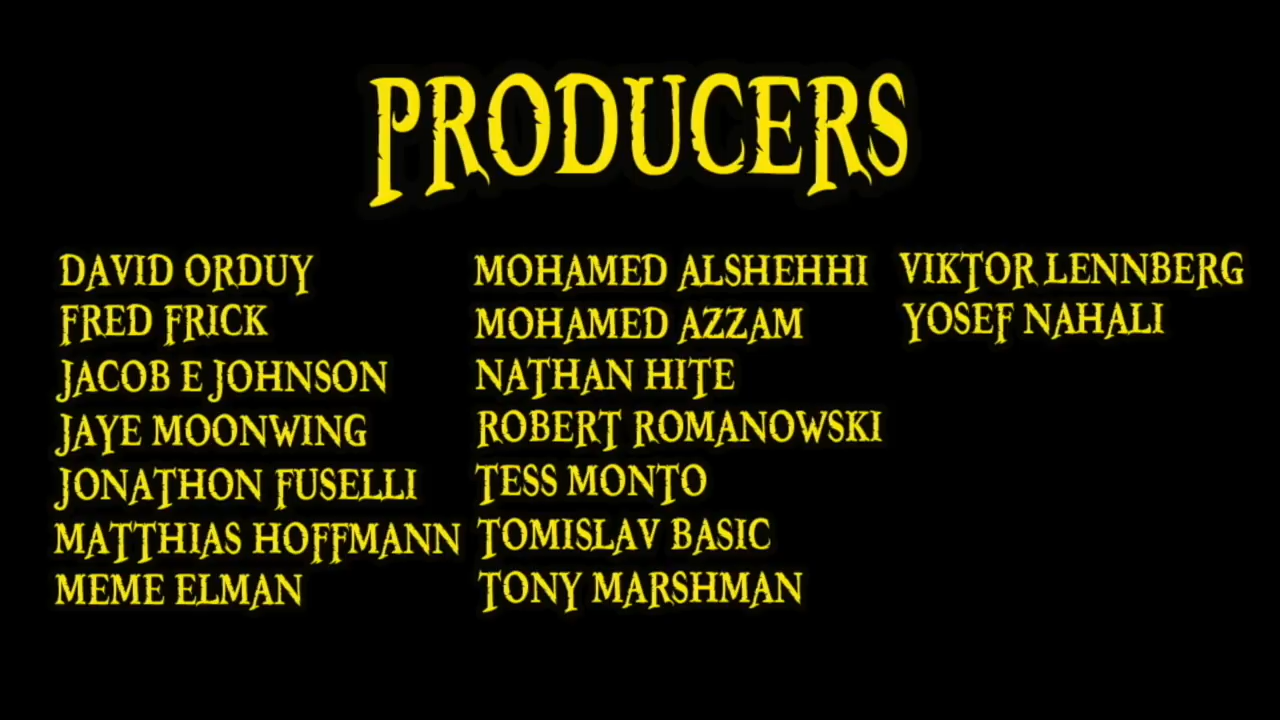 PRODUCERS
DAVID ORDUY
FRED FRICK
JACOB E JOHNSON
JAYE MOONWING
JONATHON FUSELLI
MATTHIAS HOFFMANN
MEME ELMAN
MOHAMED ALSHEHHI
MOHAMED AZZAM
NATHAN HITE
ROBERT ROMANOWSKI
TESS MONTO
TOMISLAV BASIC
TONY MARSHMAN
VIKTOR LENNBERG
YOSEF NAHALI